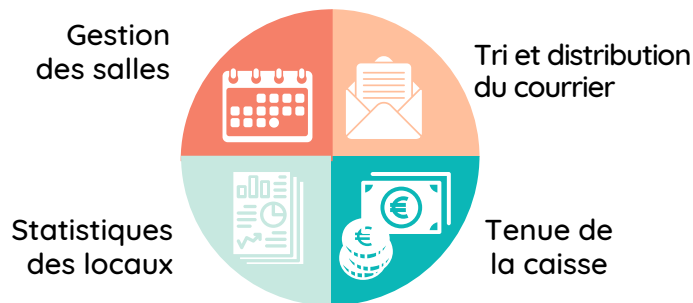 Gestion
des salles
Tri et distribution
du courrier
Statistiques
des locaux
Tenue de
la caisse